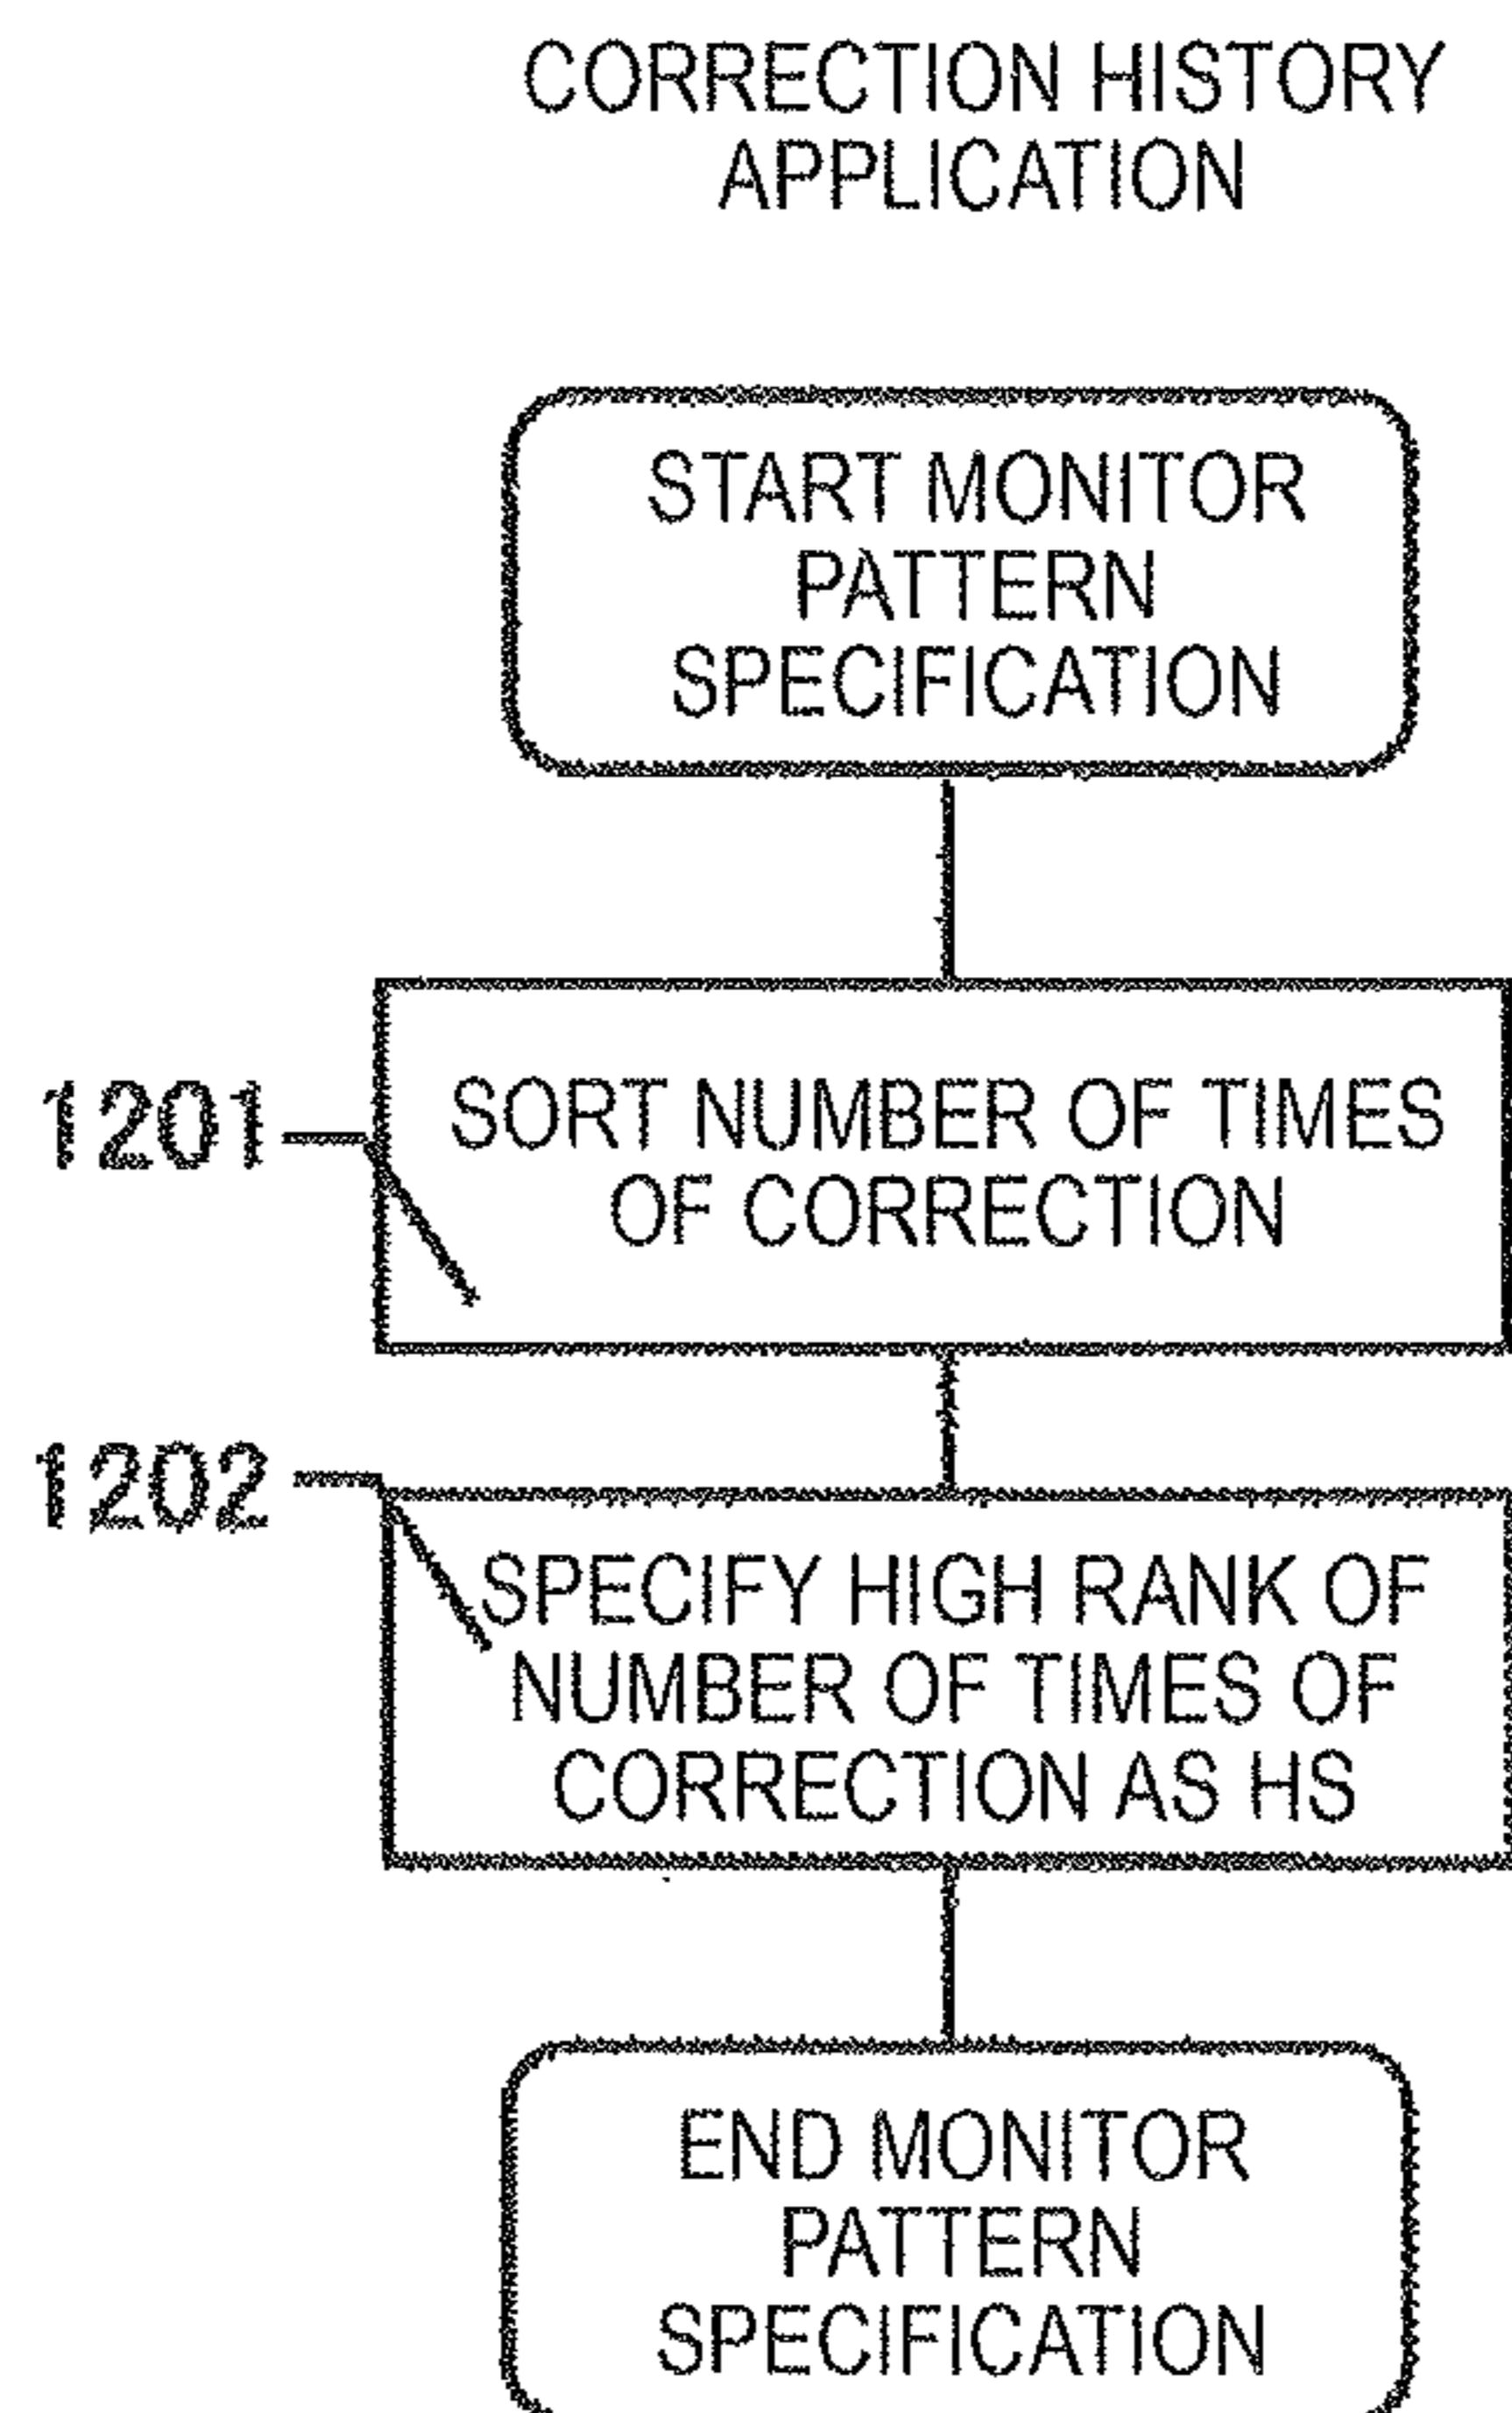 CORRECTION HISTORY
APPLICATION
START MONITOR
PATTERN
SPECIFICATION
1201
SORT NUMBER OF TIMES
OF CORRECTION
1202
SPECIFY HIGH RANK OF
NUMBER OF TIMES OF
CORRECTION AS HS
END MONITOR
PATTERN
SPECIFICATION